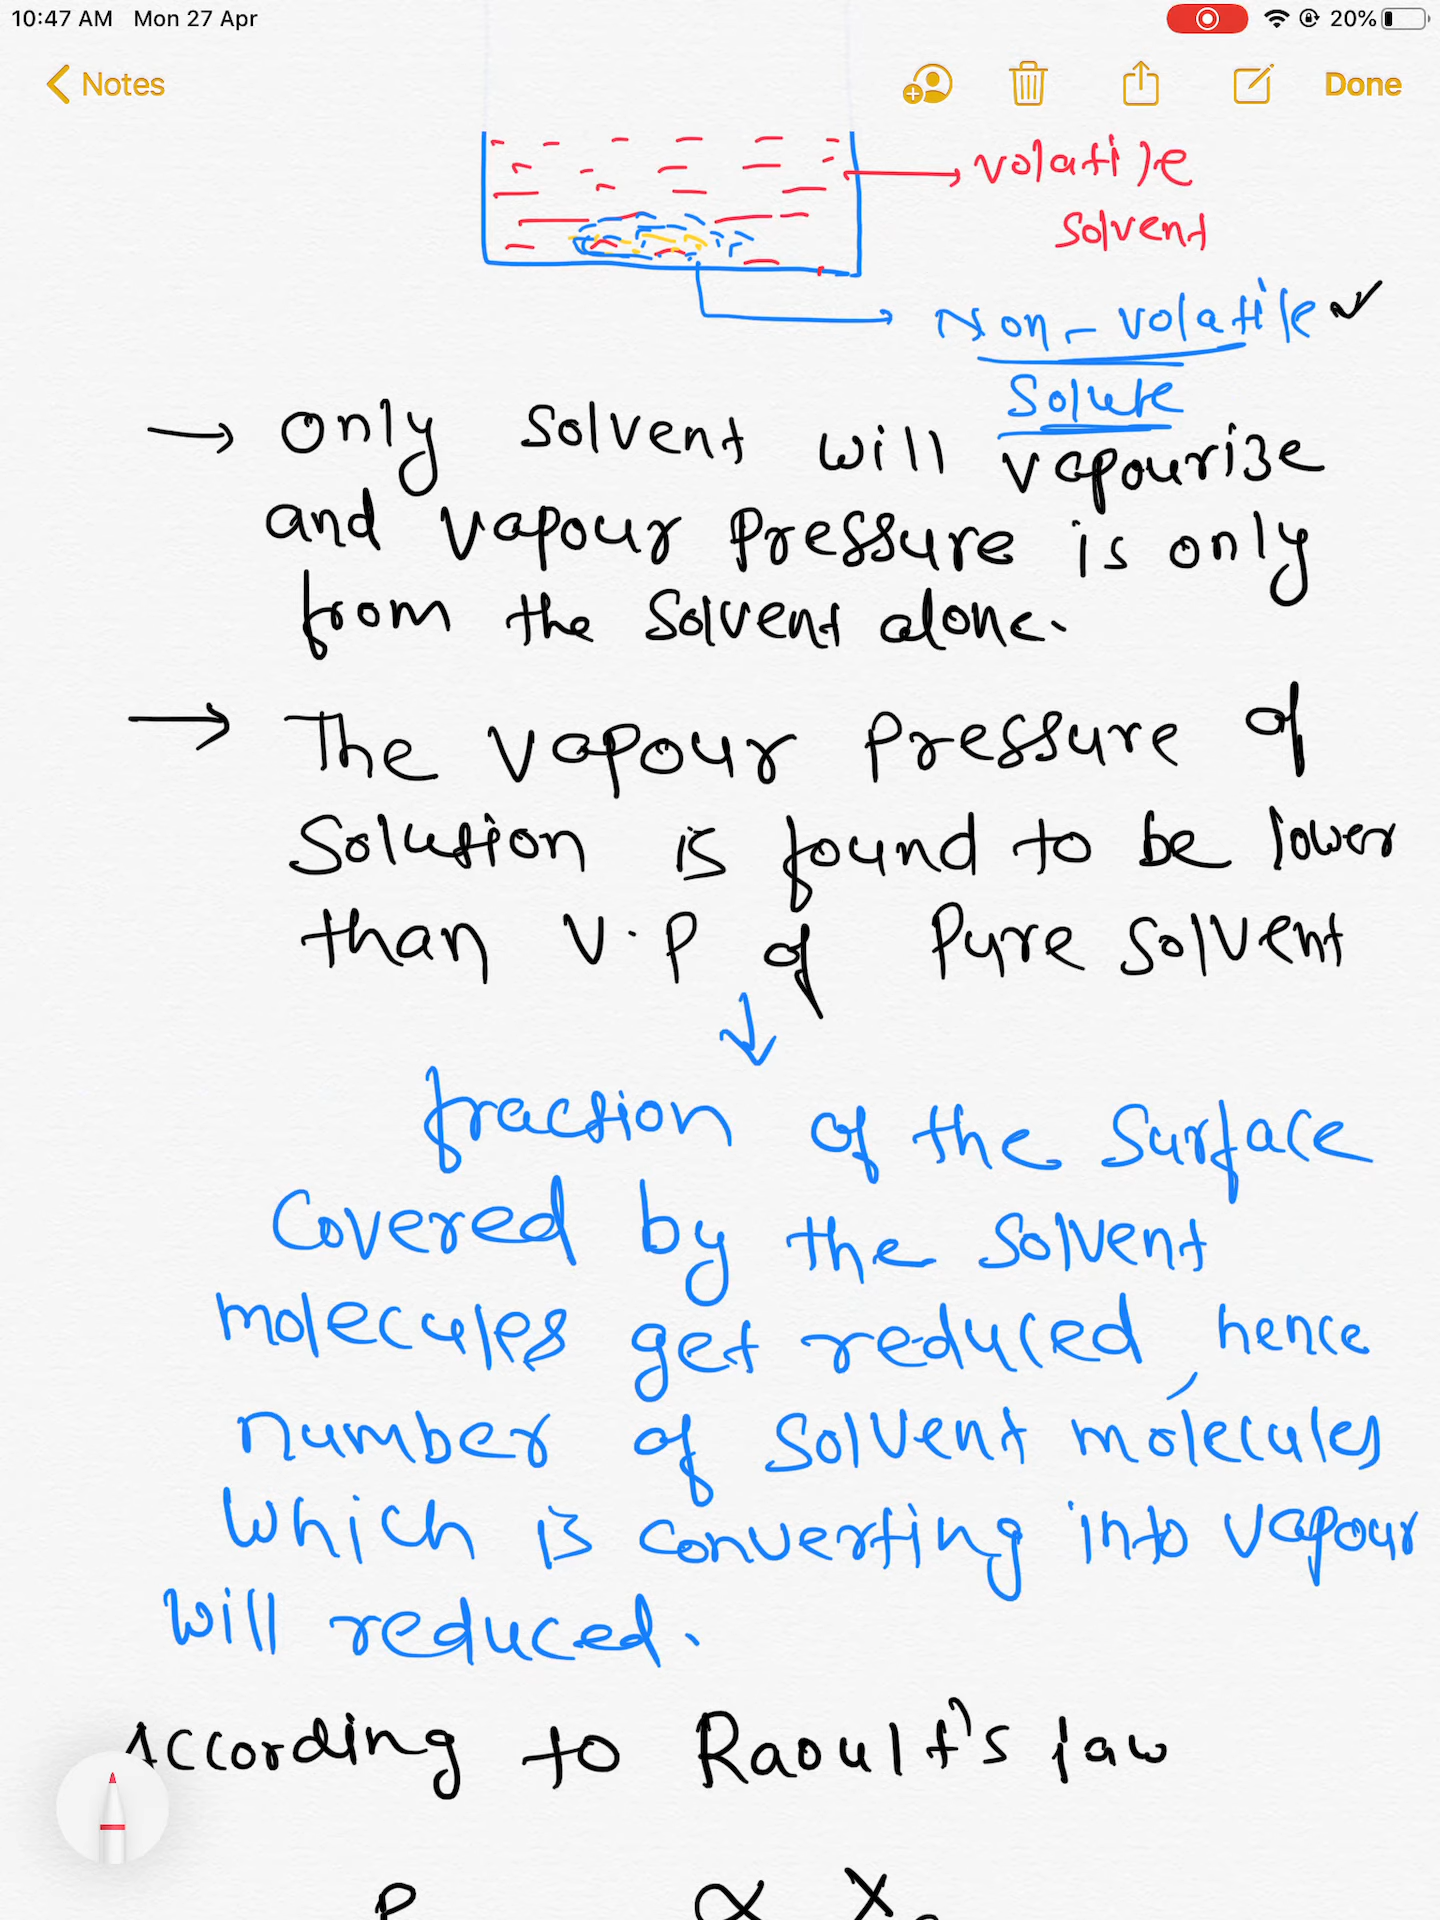 10:47 AM Mon 27 Apr 20%
Notes Done
volatile
solvent
Non-volatile
Solute
→ Only solvent will vapourize
and vapour pressure is only
from the solvent alone.
→ The vapour pressure of
solution is found to be lower
than V.P of Pure solvent
↓
fraction of the surface
covered by the solvent
molecules get reduced, hence
number of solvent molecules
which is converting into vapour
will reduced.
According to Raoult's law
P ∝ X